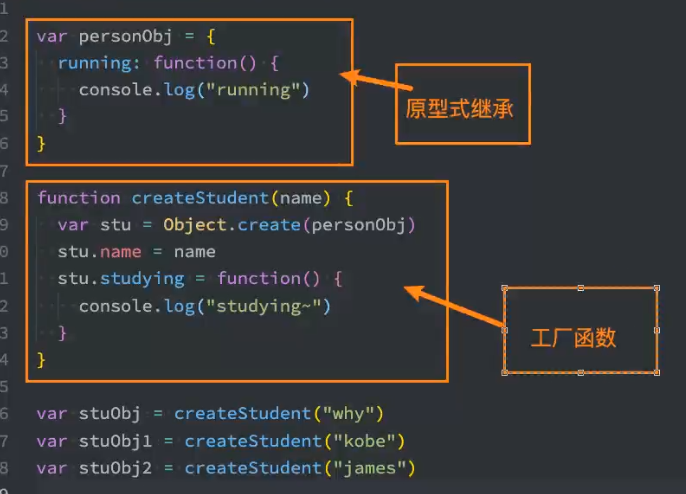 1
2 var personObj = {
3 running: function() {
4 console.log("running")
5 }
6 }
7
8 function createStudent(name) {
9 var stu = Object.create(personObj)
0 stu.name = name
1 stu.studying = function() {
2 console.log("studying~")
3 }
4 }
5
6 var stuObj = createStudent("why")
7 var stuObj1 = createStudent("kobe")
8 var stuObj2 = createStudent("james")
9
原型式继承
工厂函数